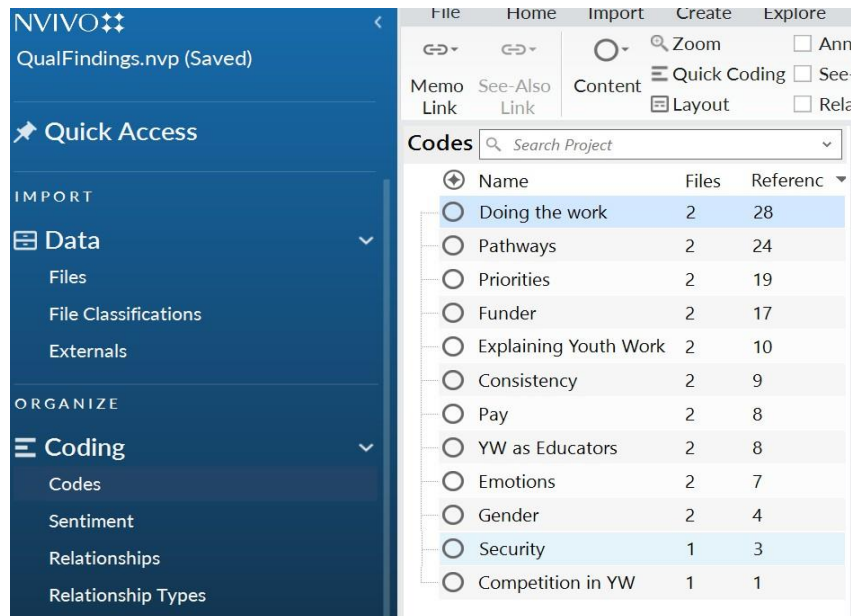 NVIVO
QualFindings.nvp (Saved)
Quick Access
IMPORT
Data
Files
File Classifications
Externals
ORGANIZE
Coding
Codes
Sentiment
Relationships
Relationship Types
File Home Import Create Explore
Memo Link
See-Also Link
Content
Zoom
Quick Coding
Layout
Ann
See-
Rela
Codes Search Project
Name Files Referenc
Doing the work 2 28
Pathways 2 24
Priorities 2 19
Funder 2 17
Explaining Youth Work 2 10
Consistency 2 9
Pay 2 8
YW as Educators 2 8
Emotions 2 7
Gender 2 4
Security 1 3
Competition in YW 1 1